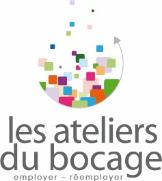 les ateliers
du bocage
employer – réemployer